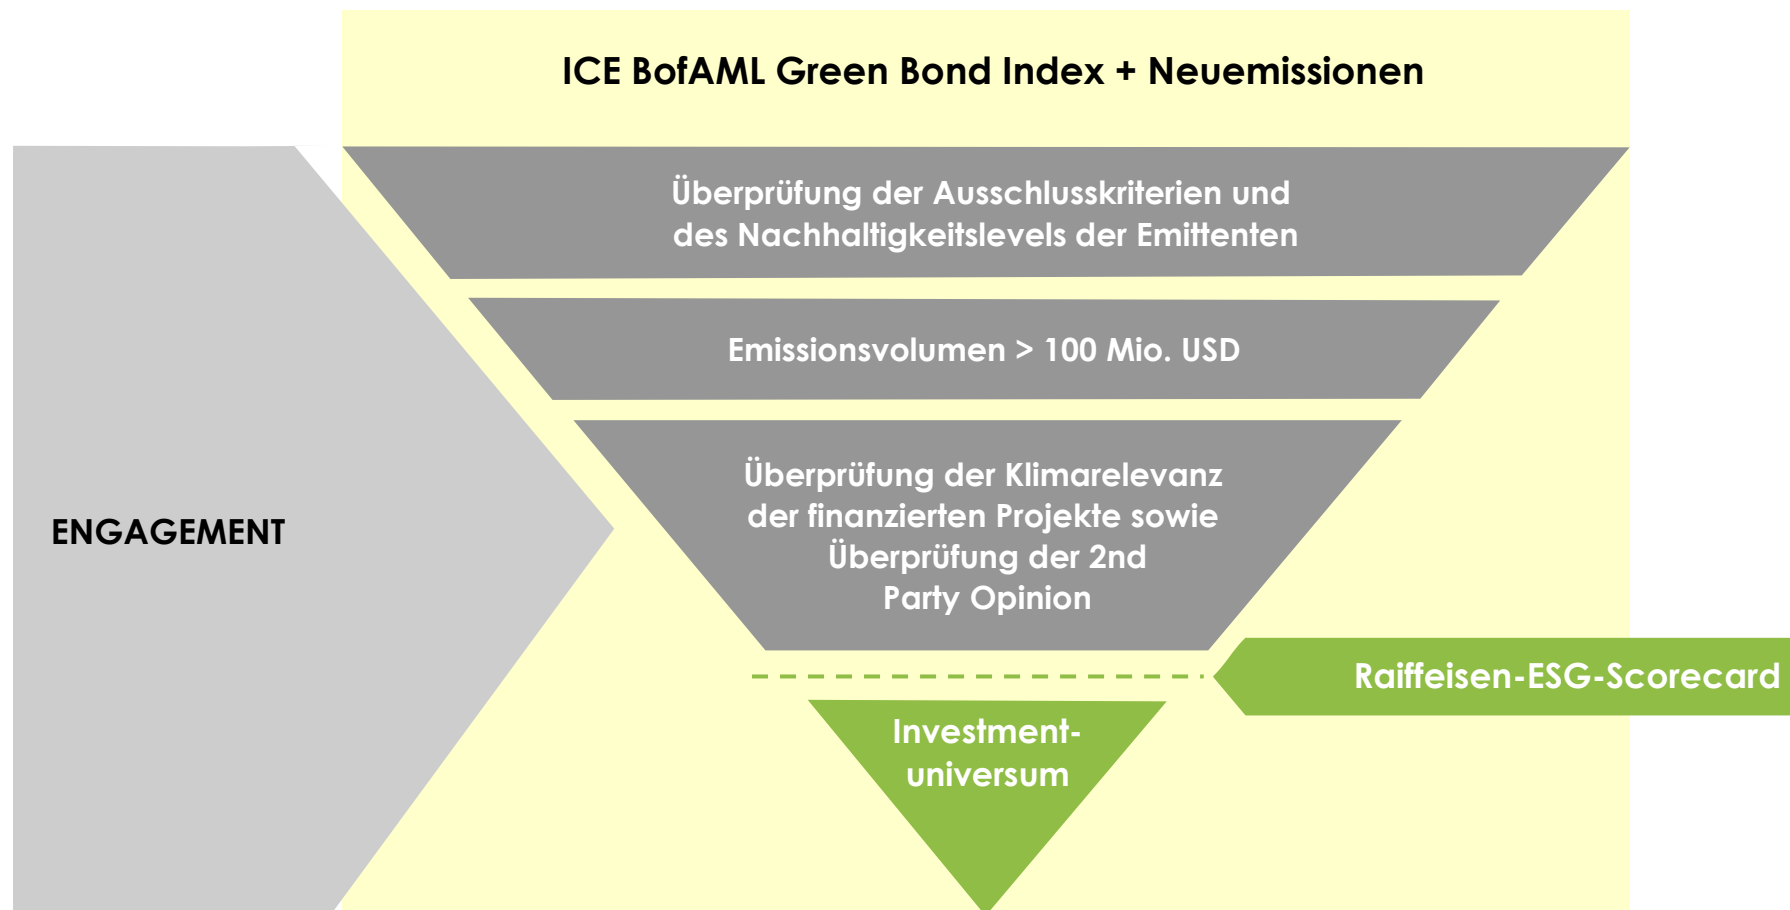 ICE BofAML Green Bond Index + Neuemissionen
Überprüfung der Ausschlusskriterien und
des Nachhaltigkeitslevels der Emittenten
Emissionsvolumen > 100 Mio. USD
Überprüfung der Klimarelevanz
der finanzierten Projekte sowie
Überprüfung der 2nd
Party Opinion
ENGAGEMENT
Raiffeisen-ESG-Scorecard
Investment-
universum